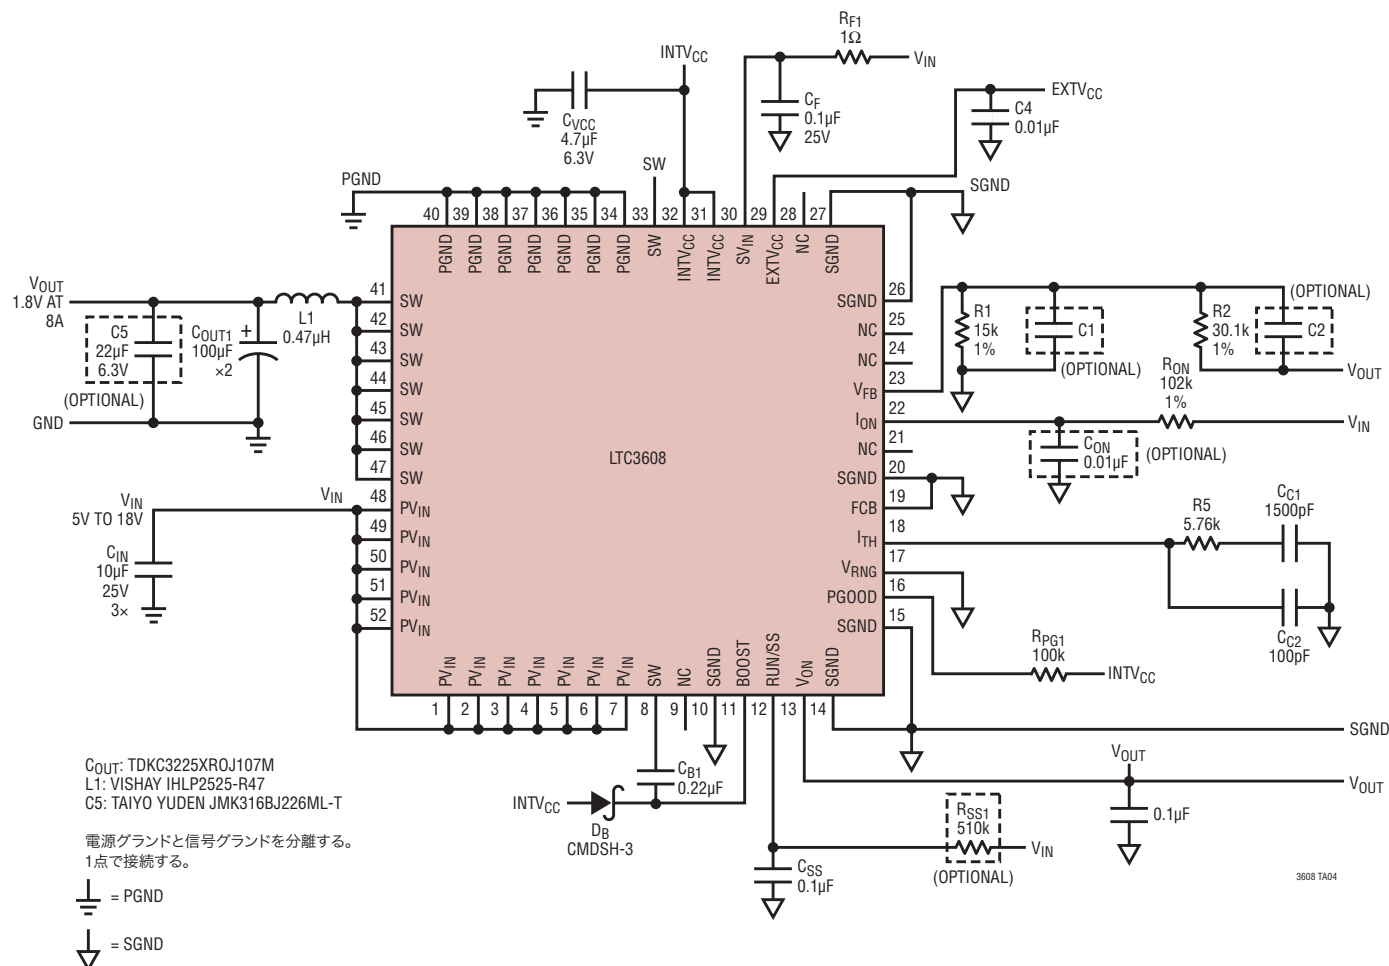 RF1
1Ω
VIN
INTVCC
CVCC
4.7µF
6.3V
CF
0.1µF
25V
EXTVCC
C4
0.01µF
SW
PGND
SGND
40 39 38 37 36 35 34 33 32 31 30 29 28 27
PGND PGND PGND PGND PGND PGND PGND SW INTVCC INTVCC SVIN EXTVCC NC SGND
VOUT
1.8V AT
8A
C5
22µF
6.3V
(OPTIONAL)
COUT1
100µF
×2
+
L1
0.47µH
GND
41 SW
42 SW
43 SW
44 SW
45 SW
46 SW
47 SW
48 PVIN
49 PVIN
50 PVIN
51 PVIN
52 PVIN
VIN
5V TO 18V
VIN
CIN
10µF
25V
3×
LTC3608
SGND 26
NC 25
NC 24
VFB 23
ION 22
NC 21
SGND 20
FCB 19
ITH 18
VRNG 17
PGOOD 16
SGND 15
R1
15k
1%
C1
(OPTIONAL)
R2
30.1k
1%
(OPTIONAL)
C2
VOUT
RON
102k
1%
VIN
CON
0.01µF
(OPTIONAL)
R5
5.76k
CC1
1500pF
CC2
100pF
RPG1
100k
INTVCC
PVIN PVIN PVIN PVIN PVIN PVIN PVIN SW NC SGND BOOST RUN/SS VON SGND
1 2 3 4 5 6 7 8 9 10 11 12 13 14
SGND
VOUT
VOUT
0.1µF
CB1
0.22µF
INTVCC
DB
CMDSH-3
RSS1
510k
(OPTIONAL)
VIN
CSS
0.1µF
COUT: TDKC3225XROJ107M
L1: VISHAY IHLP2525-R47
C5: TAIYO YUDEN JMK316BJ226ML-T
電源グランドと信号グランドを分離する。
1点で接続する。
= PGND
= SGND
3608 TA04